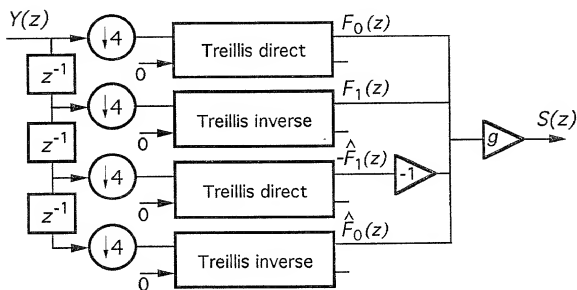 Y(z)
↓4
Treillis direct
F₀(z)
0
z⁻¹
↓4
Treillis inverse
F₁(z)
0
z⁻¹
g
S(z)
↓4
Treillis direct
-F̂₁(z)
-1
0
z⁻¹
↓4
Treillis inverse
F̂₀(z)
0